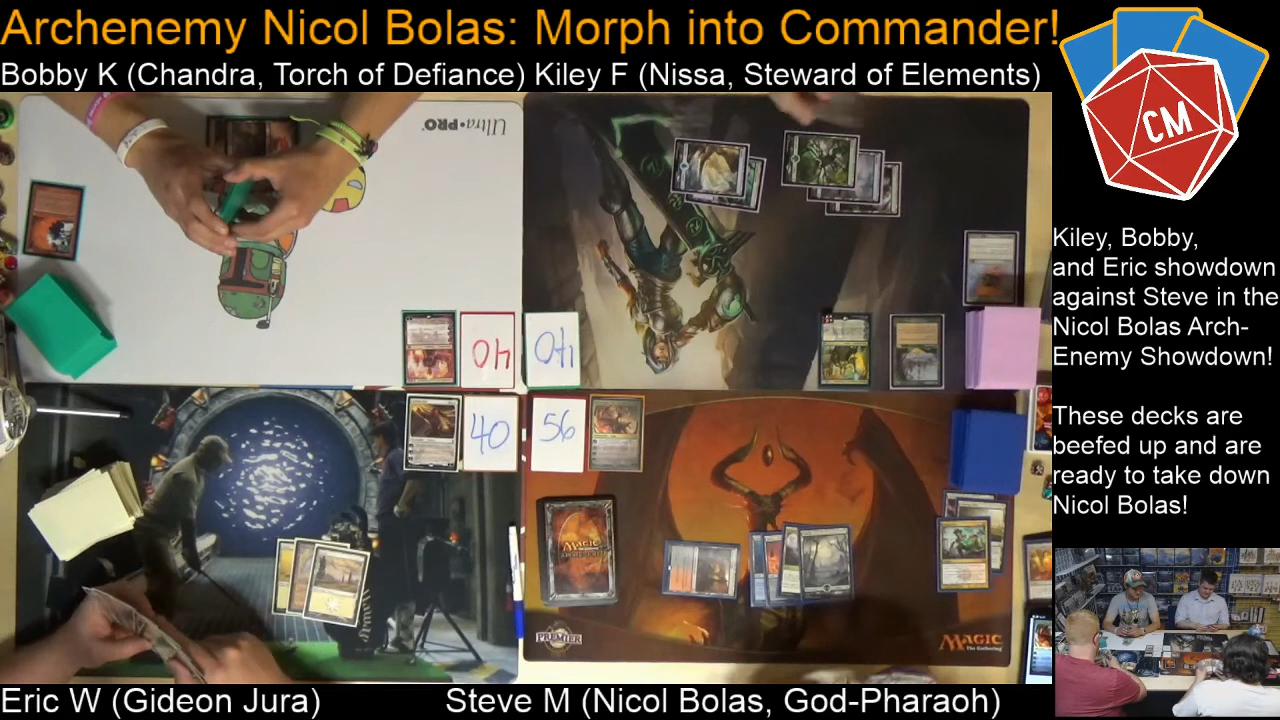 Archenemy Nicol Bolas: Morph into Commander!
Bobby K (Chandra, Torch of Defiance) Kiley F (Nissa, Steward of Elements)
CM
Ultra•PRO
Kiley, Bobby,
and Eric showdown
against Steve in the
Nicol Bolas Arch-
Enemy Showdown!
These decks are
beefed up and are
ready to take down
Nicol Bolas!
40
40
40
56
MAGIC
PREMIER
MAGIC
The Gathering
Eric W (Gideon Jura)
Steve M (Nicol Bolas, God-Pharaoh)